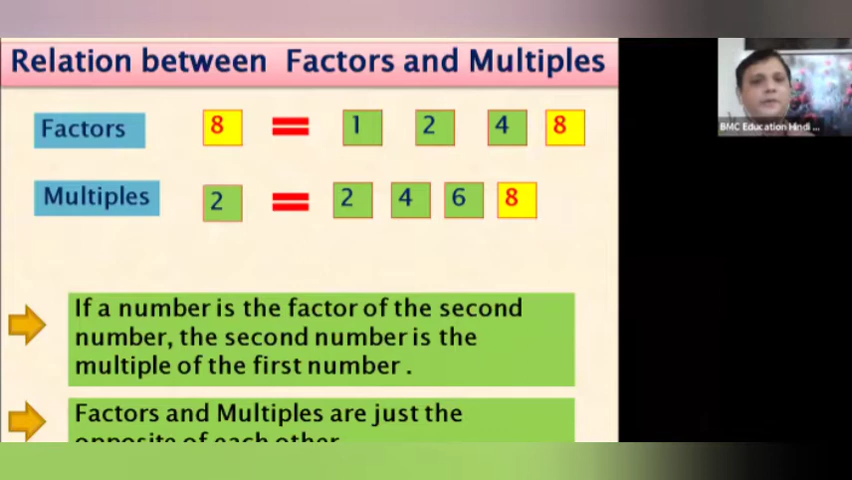 Relation between Factors and Multiples
Factors 8 = 1 2 4 8
Multiples 2 = 2 4 6 8
If a number is the factor of the second
number, the second number is the
multiple of the first number .
Factors and Multiples are just the
opposite of each other
BMC Education Hindi ...